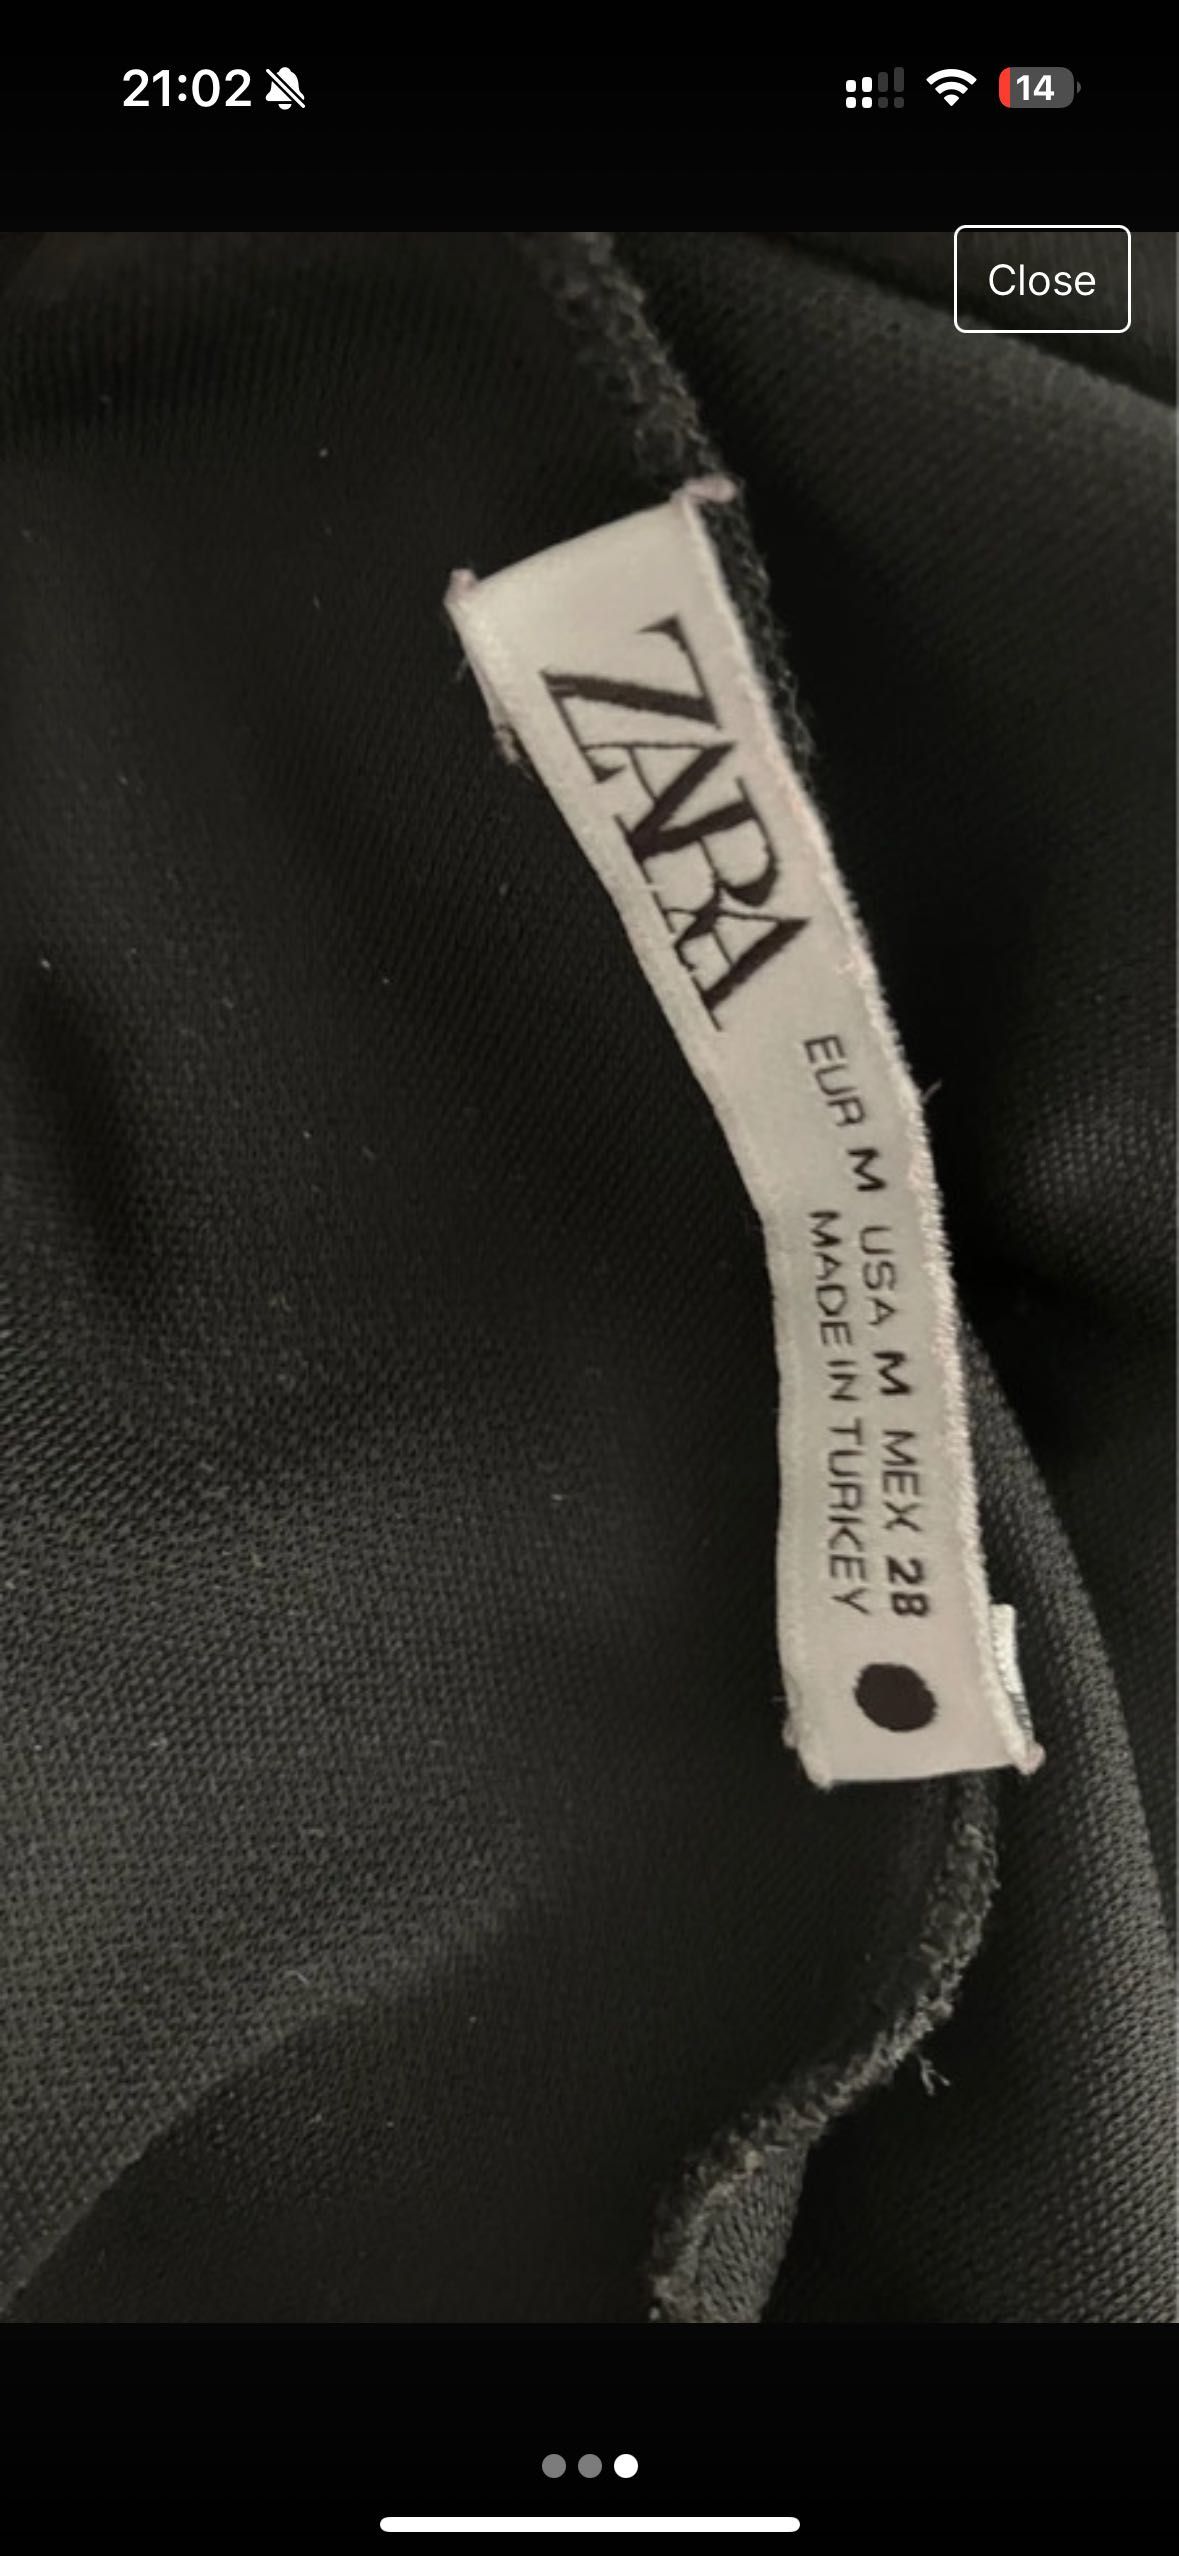 21:02
14
Close
ZARA
EUR M USA M MEX 28
MADE IN TURKEY